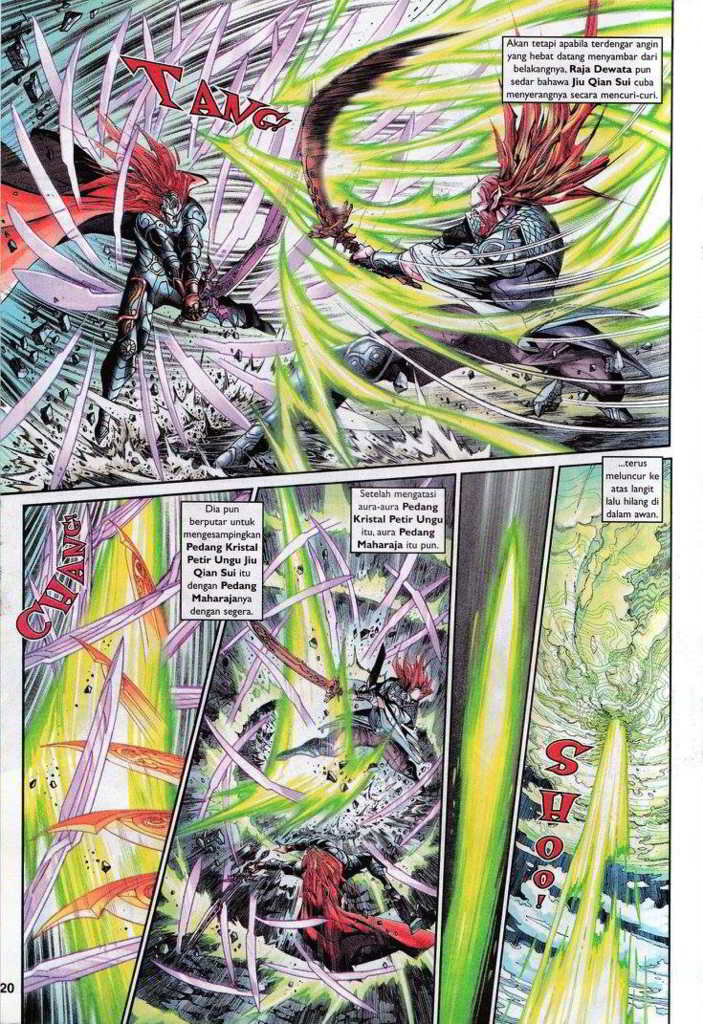 Akan tetapi apabila terdengar angin
yang hebat datang menyambar dari
belakangnya, Raja Dewata pun
sedar bahawa Jiu Qian Sui cuba
menyerangnya secara mencuri-curi.
TANG
CHANG
Dia pun
berputar untuk
mengesampingkan
Pedang Kristal
Petir Ungu Jiu
Qian Sui itu
dengan Pedang
Maharajanya
dengan segera.
Setelah mengatasi
aura-aura Pedang
Kristal Petir Ungu
itu, aura Pedang
Maharaja itu pun.
...terus
meluncur ke
atas langit
lalu hilang di
dalam awan.
SHOO!
20